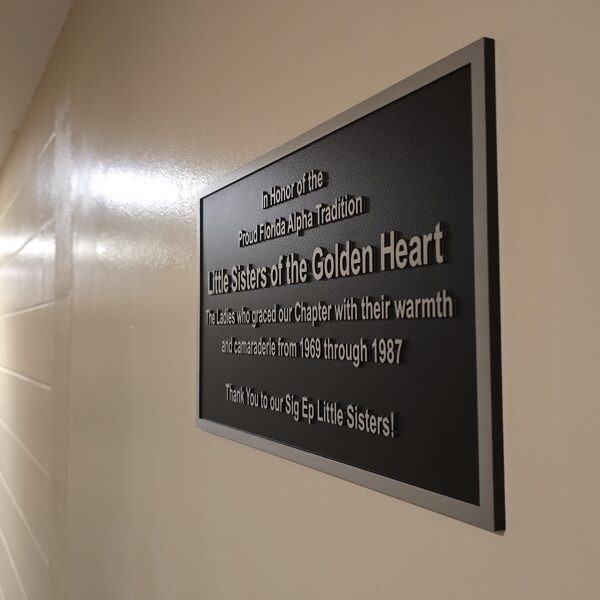 In Honor of the
Proud Florida Alpha Tradition
Little Sisters of the Golden Heart
The Ladies who graced our Chapter with their warmth
and camaraderie from 1969 through 1987
Thank You to our Sig Ep Little Sisters!